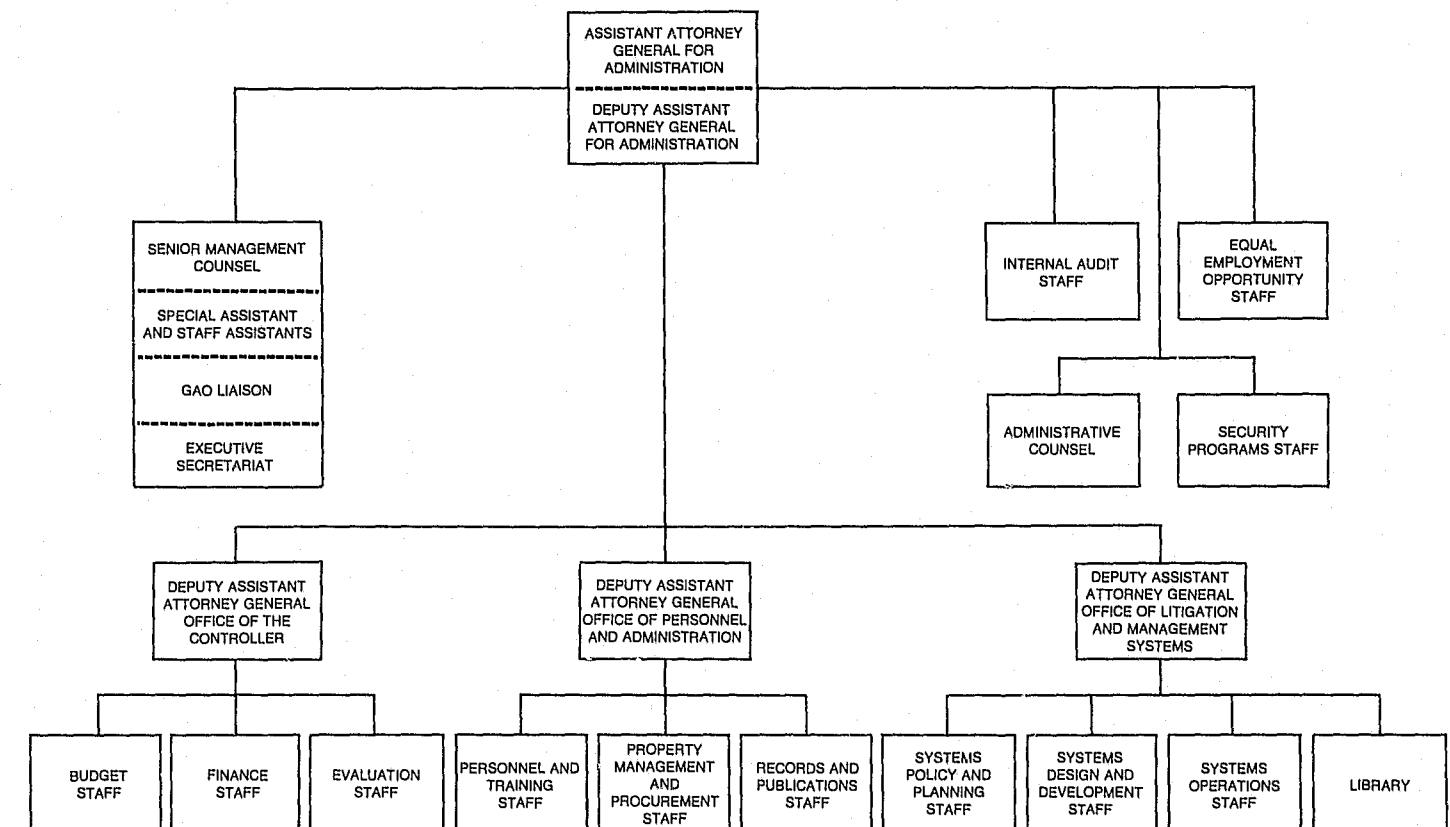 ASSISTANT ATTORNEY
GENERAL FOR
ADMINISTRATION
DEPUTY ASSISTANT
ATTORNEY GENERAL
FOR ADMINISTRATION
SENIOR MANAGEMENT
COUNSEL
SPECIAL ASSISTANT
AND STAFF ASSISTANTS
GAO LIAISON
EXECUTIVE
SECRETARIAT
INTERNAL AUDIT
STAFF
EQUAL
EMPLOYMENT
OPPORTUNITY
STAFF
ADMINISTRATIVE
COUNSEL
SECURITY
PROGRAMS STAFF
DEPUTY ASSISTANT
ATTORNEY GENERAL
OFFICE OF THE
CONTROLLER
DEPUTY ASSISTANT
ATTORNEY GENERAL
OFFICE OF PERSONNEL
AND ADMINISTRATION
DEPUTY ASSISTANT
ATTORNEY GENERAL
OFFICE OF LITIGATION
AND MANAGEMENT
SYSTEMS
BUDGET
STAFF
FINANCE
STAFF
EVALUATION
STAFF
PERSONNEL AND
TRAINING
STAFF
PROPERTY
MANAGEMENT
AND
PROCUREMENT
STAFF
RECORDS AND
PUBLICATIONS
STAFF
SYSTEMS
POLICY AND
PLANNING
STAFF
SYSTEMS
DESIGN AND
DEVELOPMENT
STAFF
SYSTEMS
OPERATIONS
STAFF
LIBRARY